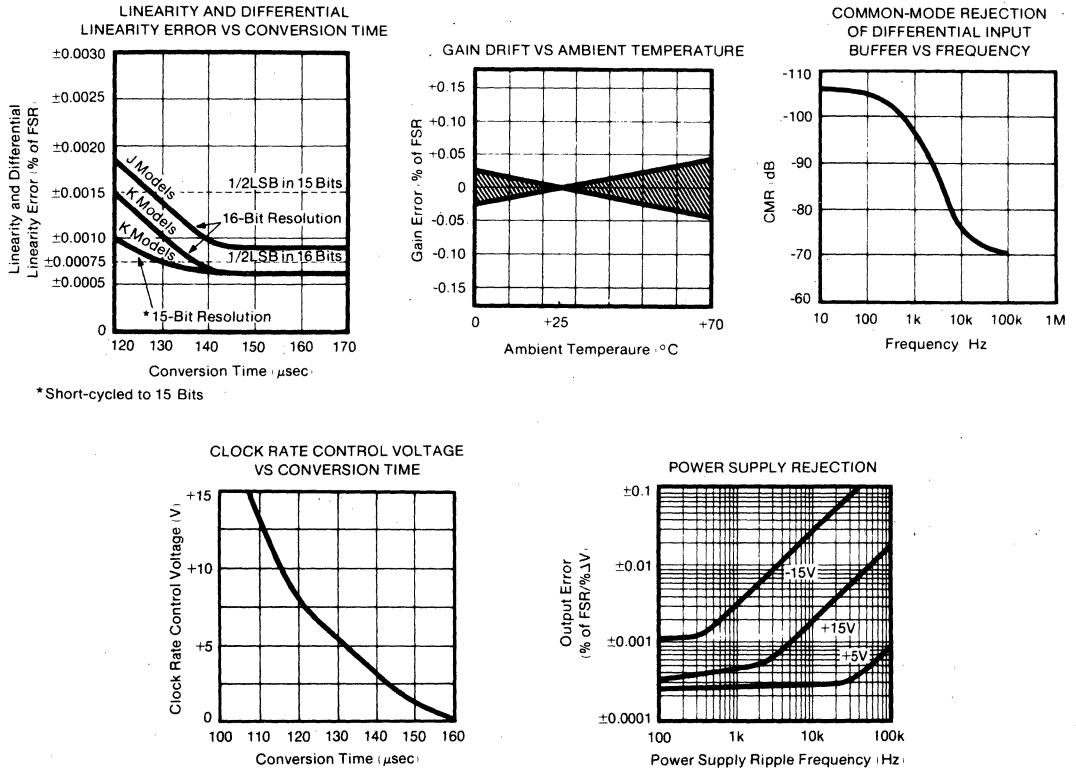 LINEARITY AND DIFFERENTIAL
LINEARITY ERROR VS CONVERSION TIME
Linearity and Differential
Linearity Error (% of FSR)
±0.0030
±0.0025
±0.0020
±0.0015
±0.0010
±0.00075
±0.0005
0
J Models
K Models
K Models
1/2LSB in 15 Bits
16-Bit Resolution
1/2LSB in 16 Bits
*15-Bit Resolution
120 130 140 150 160 170
Conversion Time (μsec)
*Short-cycled to 15 Bits
GAIN DRIFT VS AMBIENT TEMPERATURE
Gain Error (% of FSR)
+0.15
+0.10
+0.05
0
-0.05
-0.10
-0.15
0 +25 +70
Ambient Temperaure (°C)
COMMON-MODE REJECTION
OF DIFFERENTIAL INPUT
BUFFER VS FREQUENCY
CMR (dB)
-110
-100
-90
-80
-70
-60
10 100 1k 10k 100k 1M
Frequency (Hz)
CLOCK RATE CONTROL VOLTAGE
VS CONVERSION TIME
Clock Rate Control Voltage (V)
+15
+10
+5
0
100 110 120 130 140 150 160
Conversion Time (μsec)
POWER SUPPLY REJECTION
Output Error
(% of FSR/%ΔV)
±0.1
±0.01
±0.001
±0.0001
-15V
+15V
+5V
100 1k 10k 100k
Power Supply Ripple Frequency (Hz)